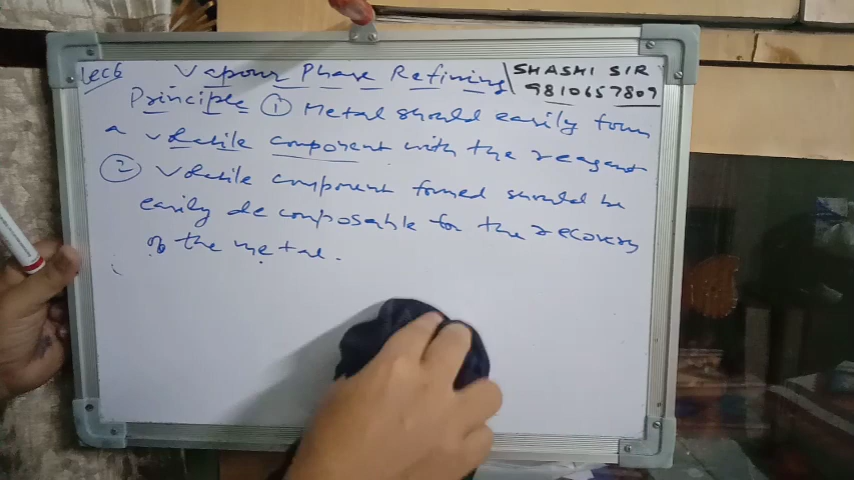 Lec6
Vapour Phase Refining
SHASHI SIR
9810657809
Principle ① Metal should easily form
a volatile component with the reagent
② Volatile component formed should be
easily decomposable for the recovery
of the metal.